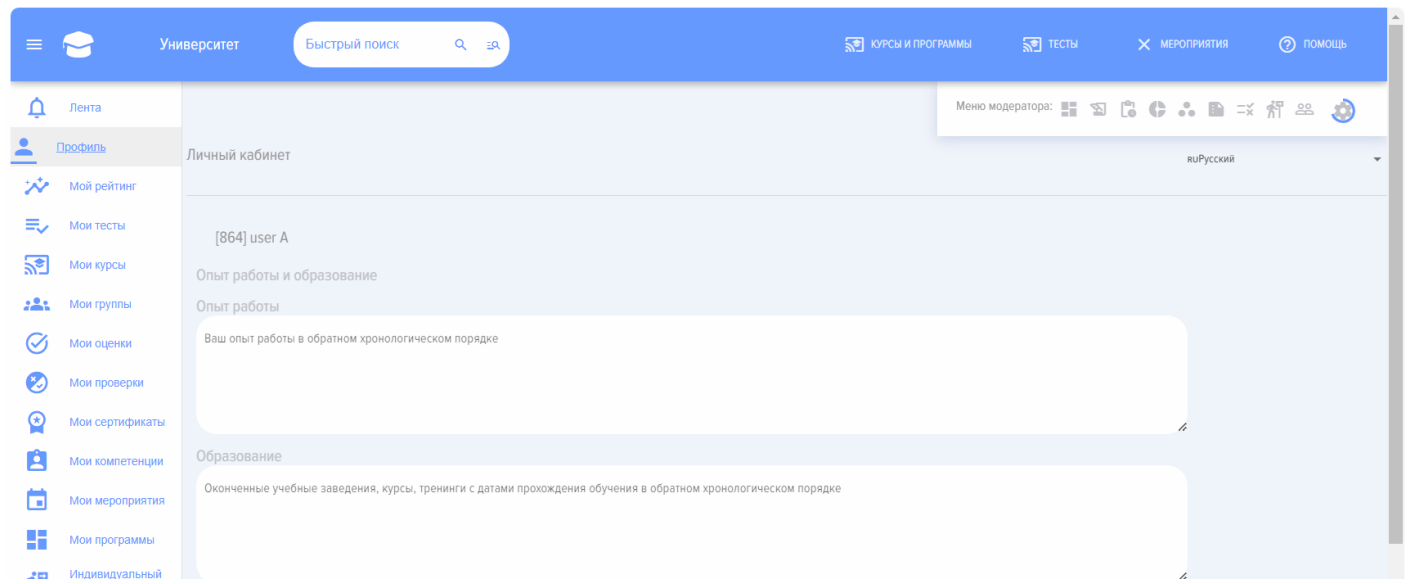 Университет
Быстрый поиск
КУРСЫ И ПРОГРАММЫ
ТЕСТЫ
МЕРОПРИЯТИЯ
ПОМОЩЬ
Меню модератора:
Лента
Профиль
Мой рейтинг
Мои тесты
Мои курсы
Мои группы
Мои оценки
Мои проверки
Мои сертификаты
Мои компетенции
Мои мероприятия
Мои программы
Индивидуальный
Личный кабинет
RUРусский
[864] user A
Опыт работы и образование
Опыт работы
Ваш опыт работы в обратном хронологическом порядке
Образование
Оконченные учебные заведения, курсы, тренинги с датами прохождения обучения в обратном хронологическом порядке